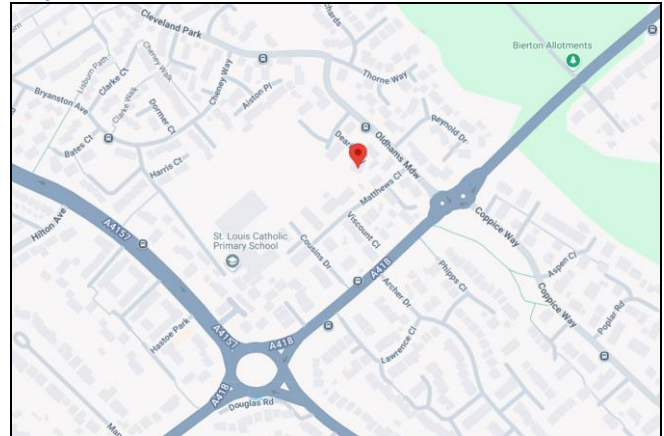 Cleveland Park
Bierton Allotments
Thorne Way
Lisburn Path
Clarke Ct
Cheney Walk
Cheney Way
Alston Pl
Bryanston Ave
Clarke Walk
Dormer Ct
Reynold Dr
Oldhams Mdw
Bates Ct
Harris Ct
Matthews Cl
Coppice Way
Hilton Ave
A4157
St. Louis Catholic
Primary School
Viscount Cl
Cousins Dr
A418
Phipps Cl
Aspen Cl
Archer Dr
Coppice Way
Poplar Rd
Hastoe Park
A4157
A418
Lawrence Cl
A418
Douglas Rd